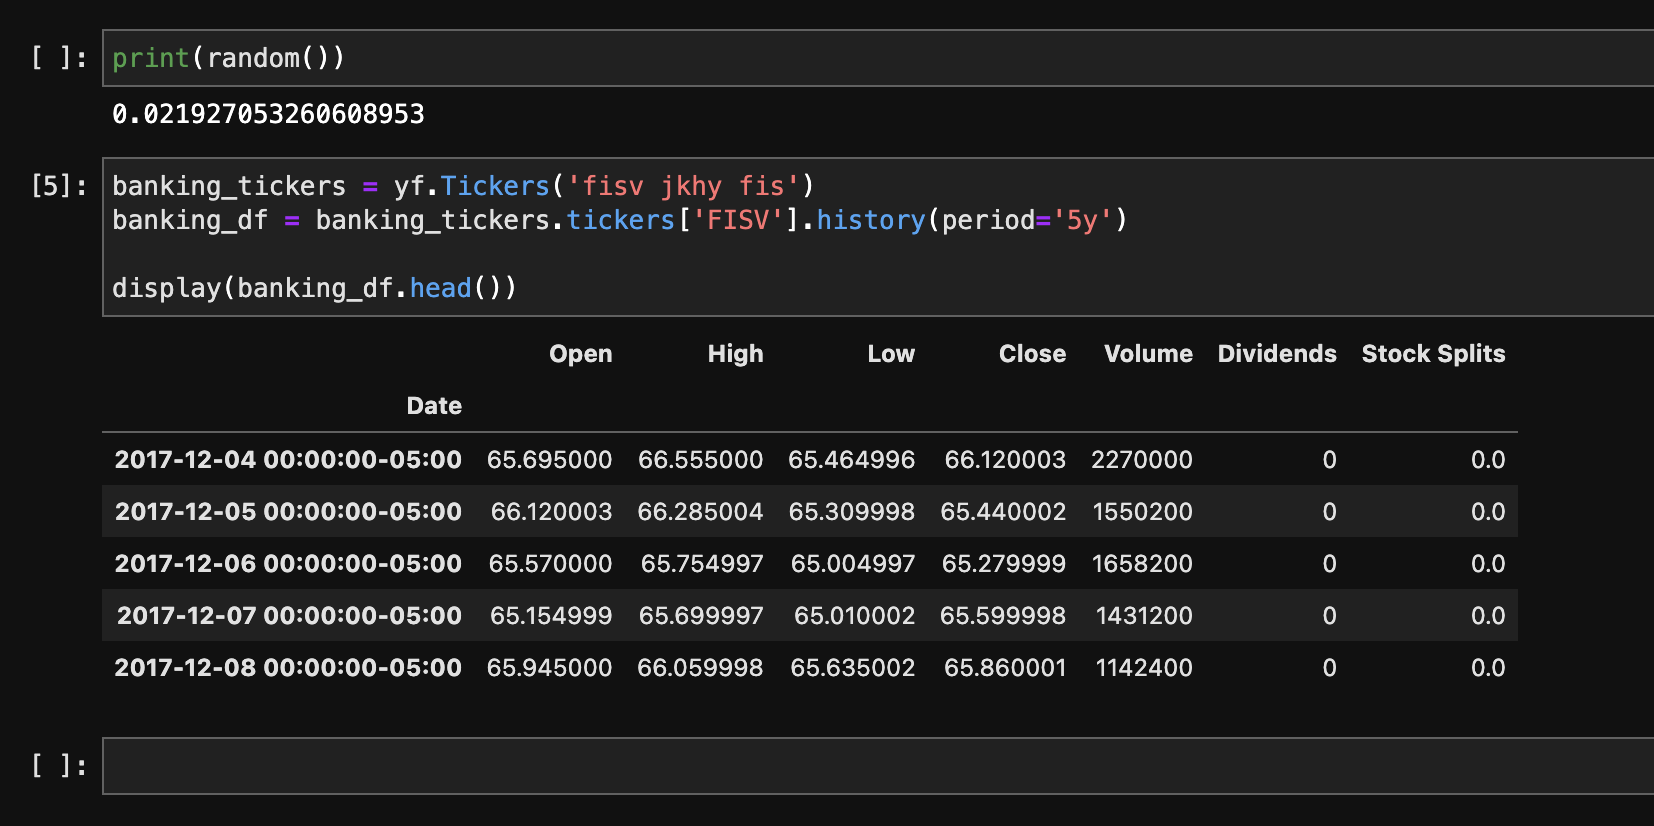 [ ]: print(random())
0.021927053260608953
[5]: banking_tickers = yf.Tickers('fisv jkhy fis')
banking_df = banking_tickers.tickers['FISV'].history(period='5y')
display(banking_df.head())
Open High Low Close Volume Dividends Stock Splits
Date
2017-12-04 00:00:00-05:00 65.695000 66.555000 65.464996 66.120003 2270000 0 0.0
2017-12-05 00:00:00-05:00 66.120003 66.285004 65.309998 65.440002 1550200 0 0.0
2017-12-06 00:00:00-05:00 65.570000 65.754997 65.004997 65.279999 1658200 0 0.0
2017-12-07 00:00:00-05:00 65.154999 65.699997 65.010002 65.599998 1431200 0 0.0
2017-12-08 00:00:00-05:00 65.945000 66.059998 65.635002 65.860001 1142400 0 0.0
[ ]: